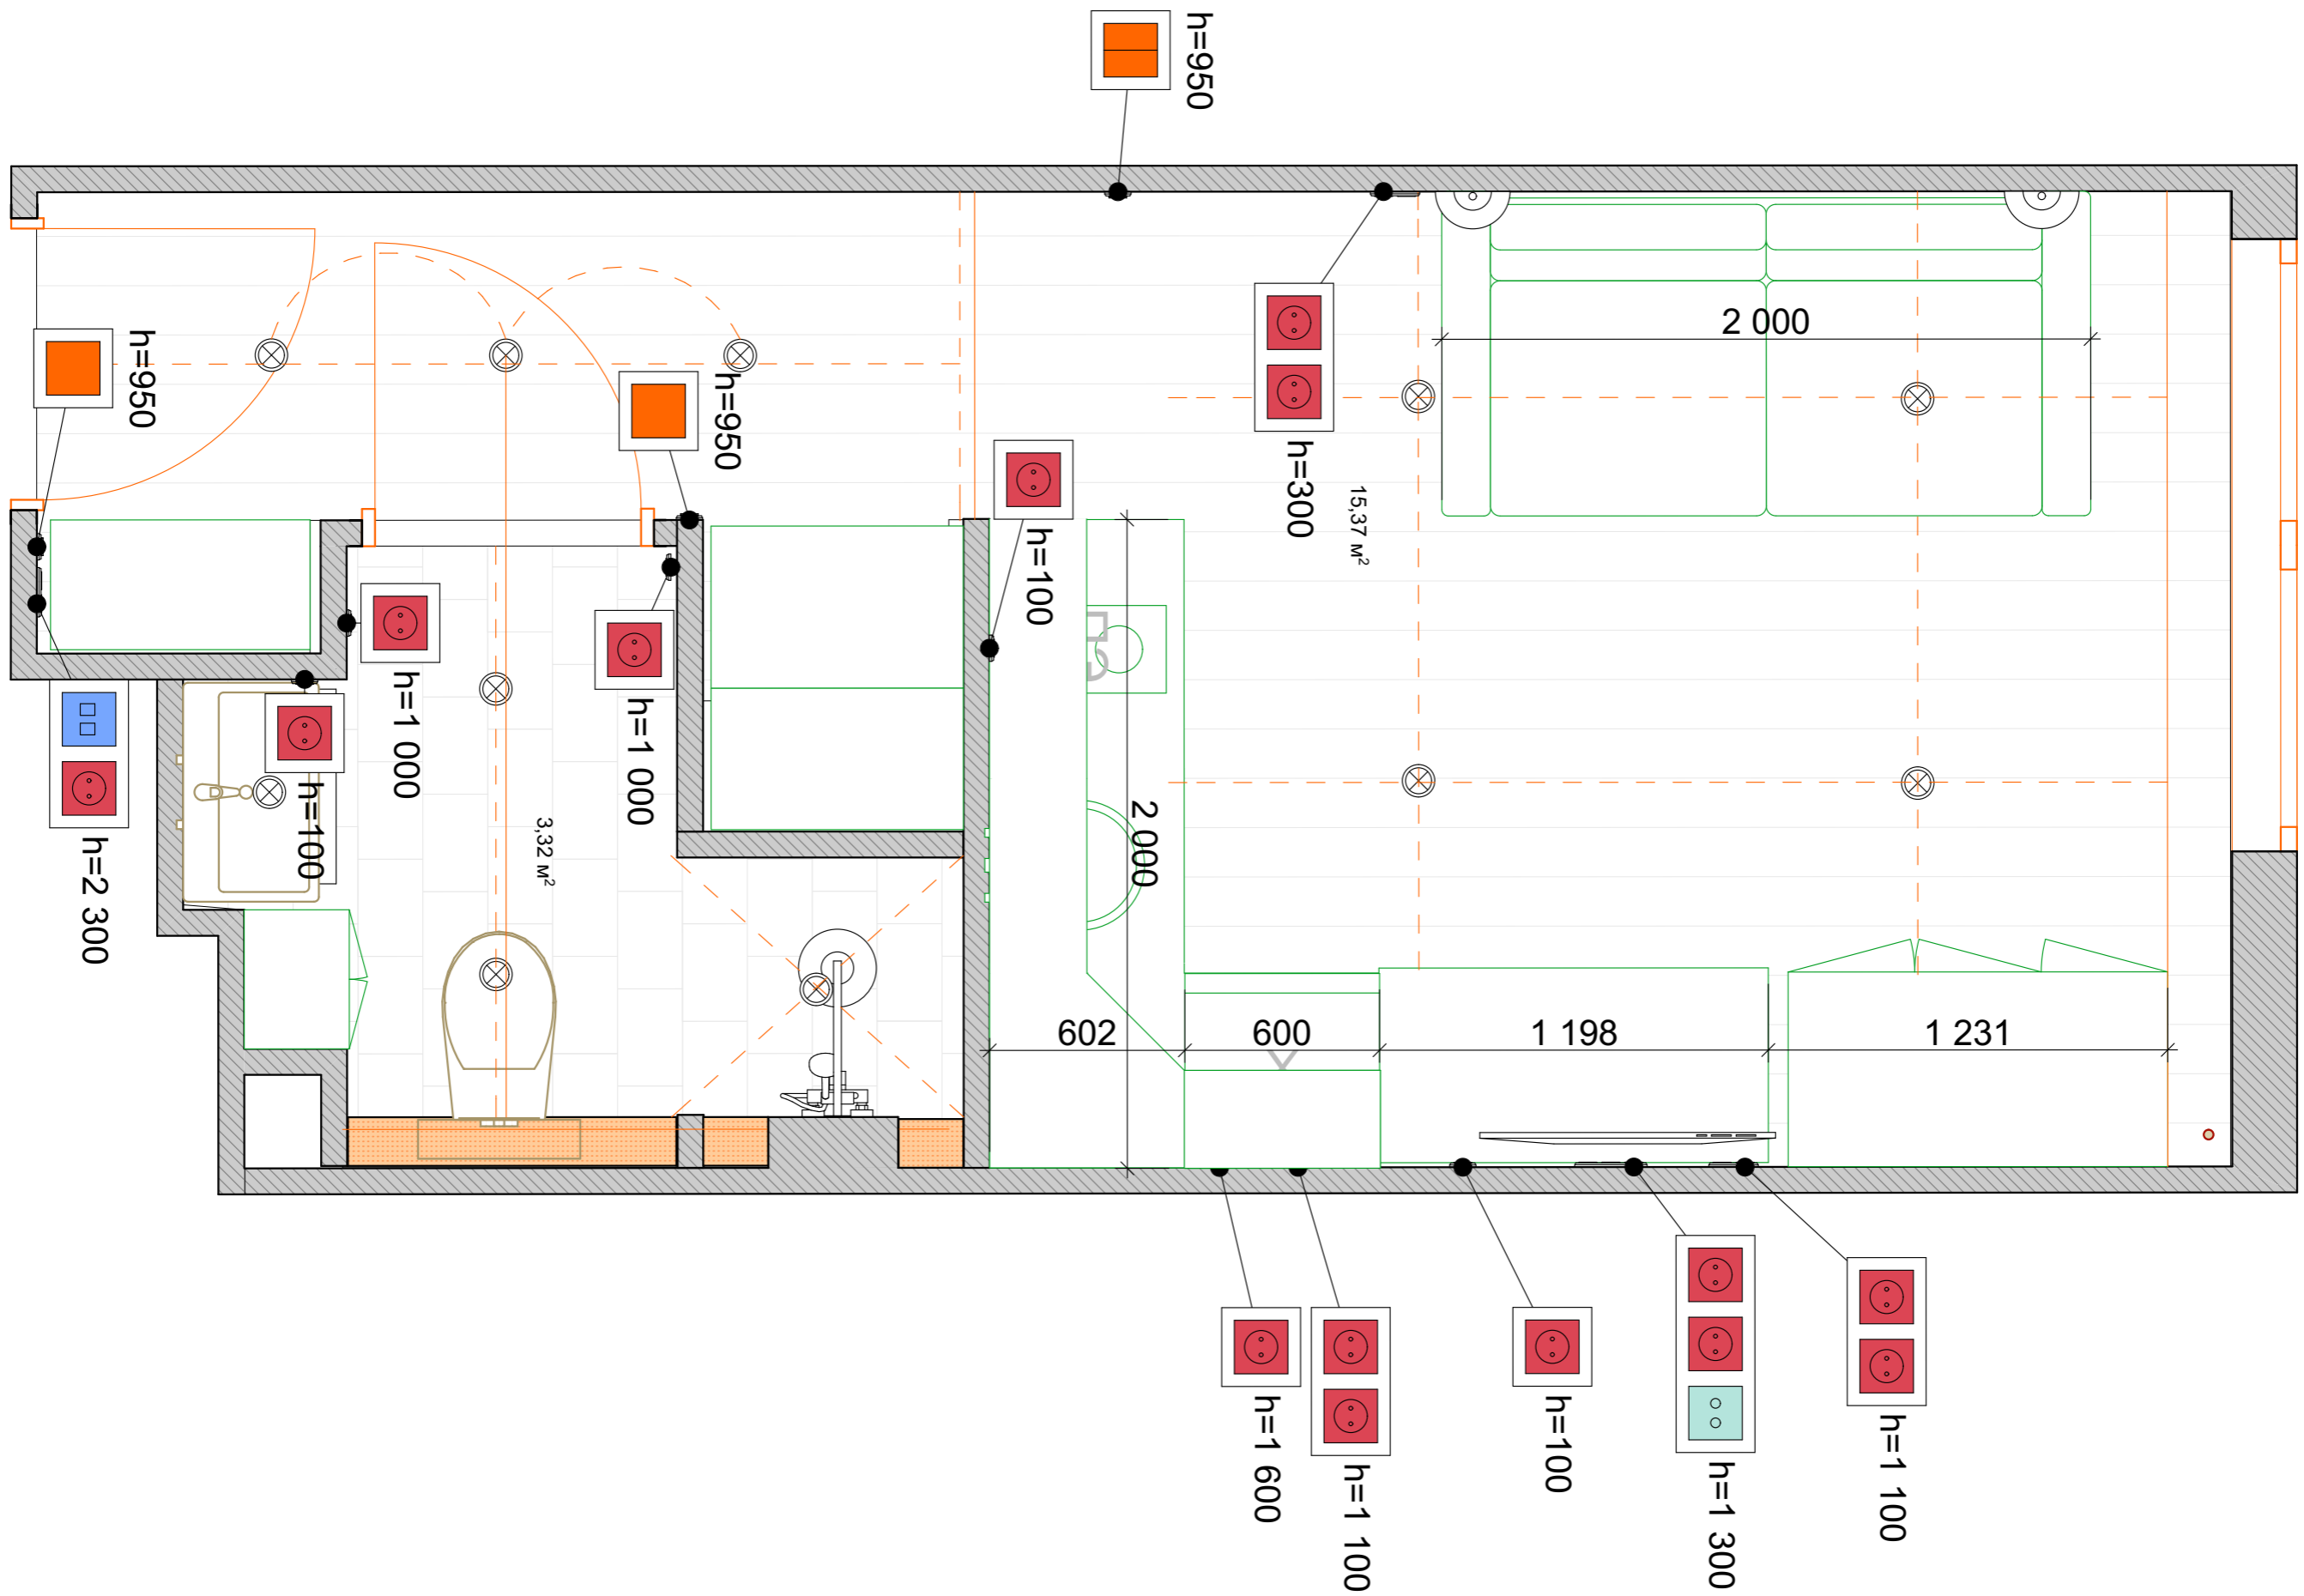 h=950
h=950
h=950
2 000
h=300
15,37 м²
h=100
h=1 000
h=1 000
h=100
h=2 300
3,32 м²
2 000
602
600
1 198
1 231
h=1 600
h=1 100
h=100
h=1 300
h=1 100